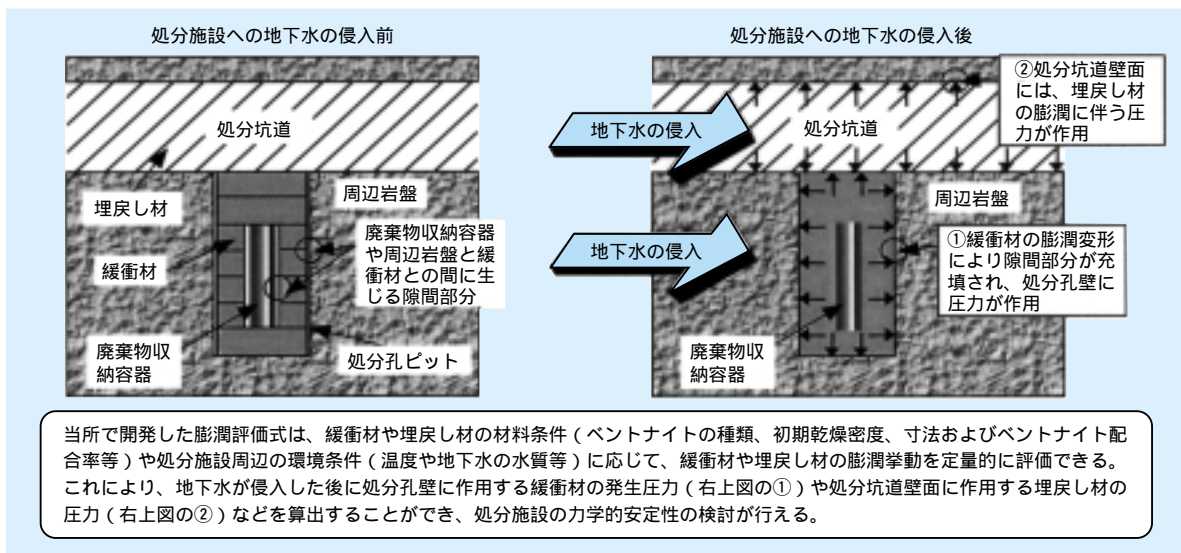 処分施設への地下水の侵入前
処分坑道
埋戻し材
周辺岩盤
緩衝材
廃棄物収納容器
や周辺岩盤と緩
衝材との間に生
じる隙間部分
廃棄物収
納容器
処分孔ピット
処分施設への地下水の侵入後
②処分坑道壁面
には、埋戻し材
の膨潤に伴う圧
力が作用
地下水の侵入
処分坑道
周辺岩盤
地下水の侵入
①緩衝材の膨潤変形
により隙間部分が充
填され、処分孔壁に
圧力が作用
廃棄物収
納容器
当所で開発した膨潤評価式は、緩衝材や埋戻し材の材料条件（ベントナイトの種類、初期乾燥密度、寸法およびベントナイト配
合率等）や処分施設周辺の環境条件（温度や地下水の水質等）に応じて、緩衝材や埋戻し材の膨潤挙動を定量的に評価できる。
これにより、地下水が侵入した後に処分孔壁に作用する緩衝材の発生圧力（右上図の①）や処分坑道壁面に作用する埋戻し材の
圧力（右上図の②）などを算出することができ、処分施設の力学的安定性の検討が行える。